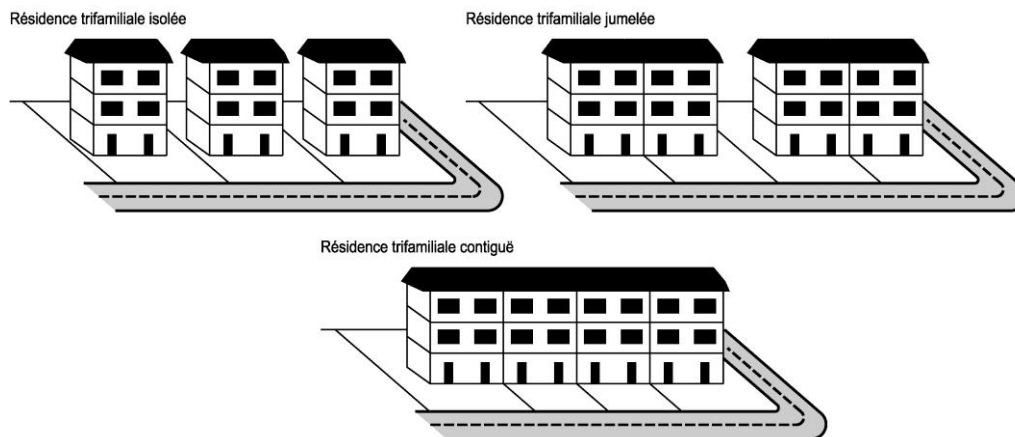 Résidence trifamiliale isolée
Résidence trifamiliale jumelée
Résidence trifamiliale contiguë